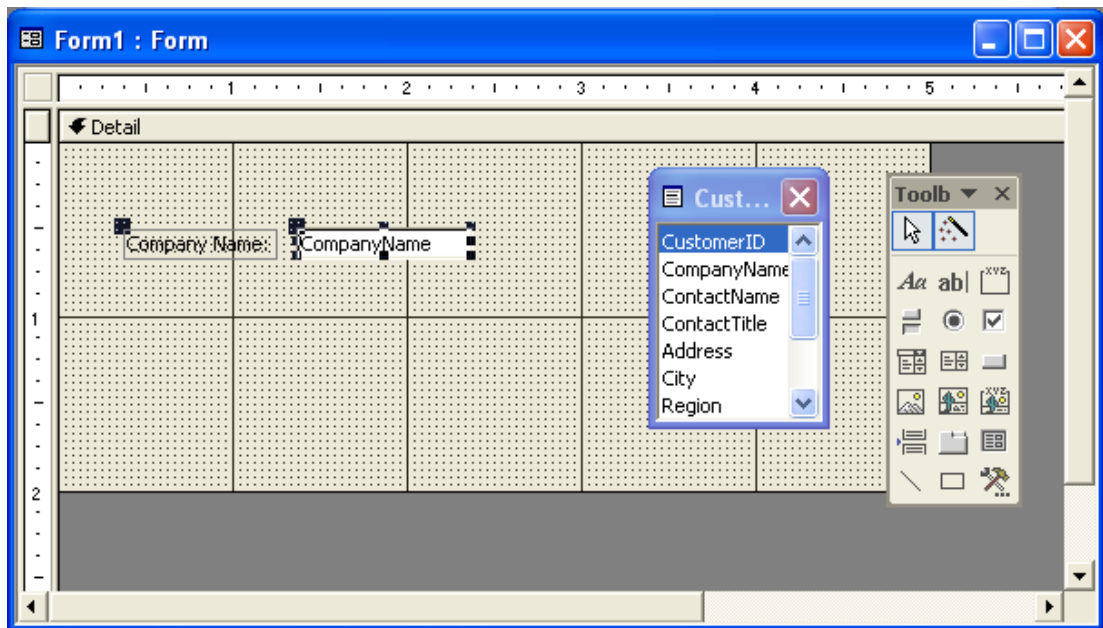 Form1 : Form
1 2 3 4 5
Detail
Company Name: CompanyName
Cust...
CustomerID
CompanyName
ContactName
ContactTitle
Address
City
Region
Toolb
Aa ab|
XYZ
XYZ
1
2